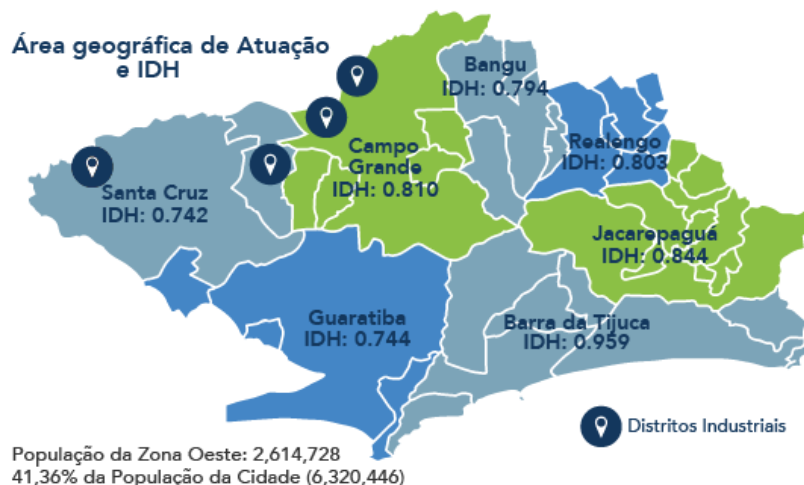 Área geográfica de Atuação
e IDH
Bangu
IDH: 0.794
Realengo
IDH: 0.803
Campo
Grande
IDH: 0.810
Santa Cruz
IDH: 0.742
Jacarepaguá
IDH: 0.844
Guaratiba
IDH: 0.744
Barra da Tijuca
IDH: 0.959
Distritos Industriais
População da Zona Oeste: 2,614,728
41,36% da População da Cidade (6,320,446)